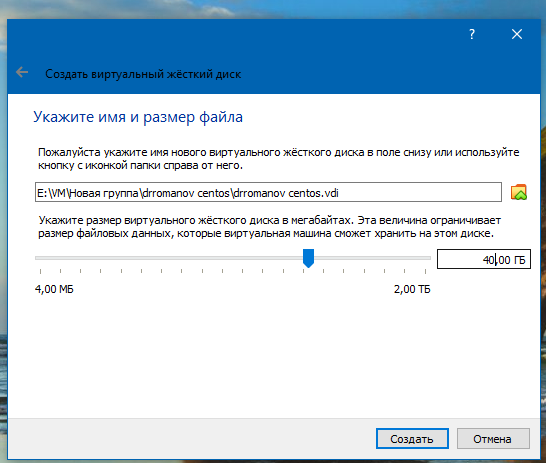 ?
Создать виртуальный жёсткий диск
Укажите имя и размер файла
Пожалуйста укажите имя нового виртуального жёсткого диска в поле снизу или используйте
кнопку с иконкой папки справа от него.
E:\VM\Новая группа\drromanov centos\drromanov centos.vdi
Укажите размер виртуального жёсткого диска в мегабайтах. Эта величина ограничивает
размер файловых данных, которые виртуальная машина сможет хранить на этом диске.
40,00 ГБ
4,00 МБ 2,00 ТБ
Создать Отмена